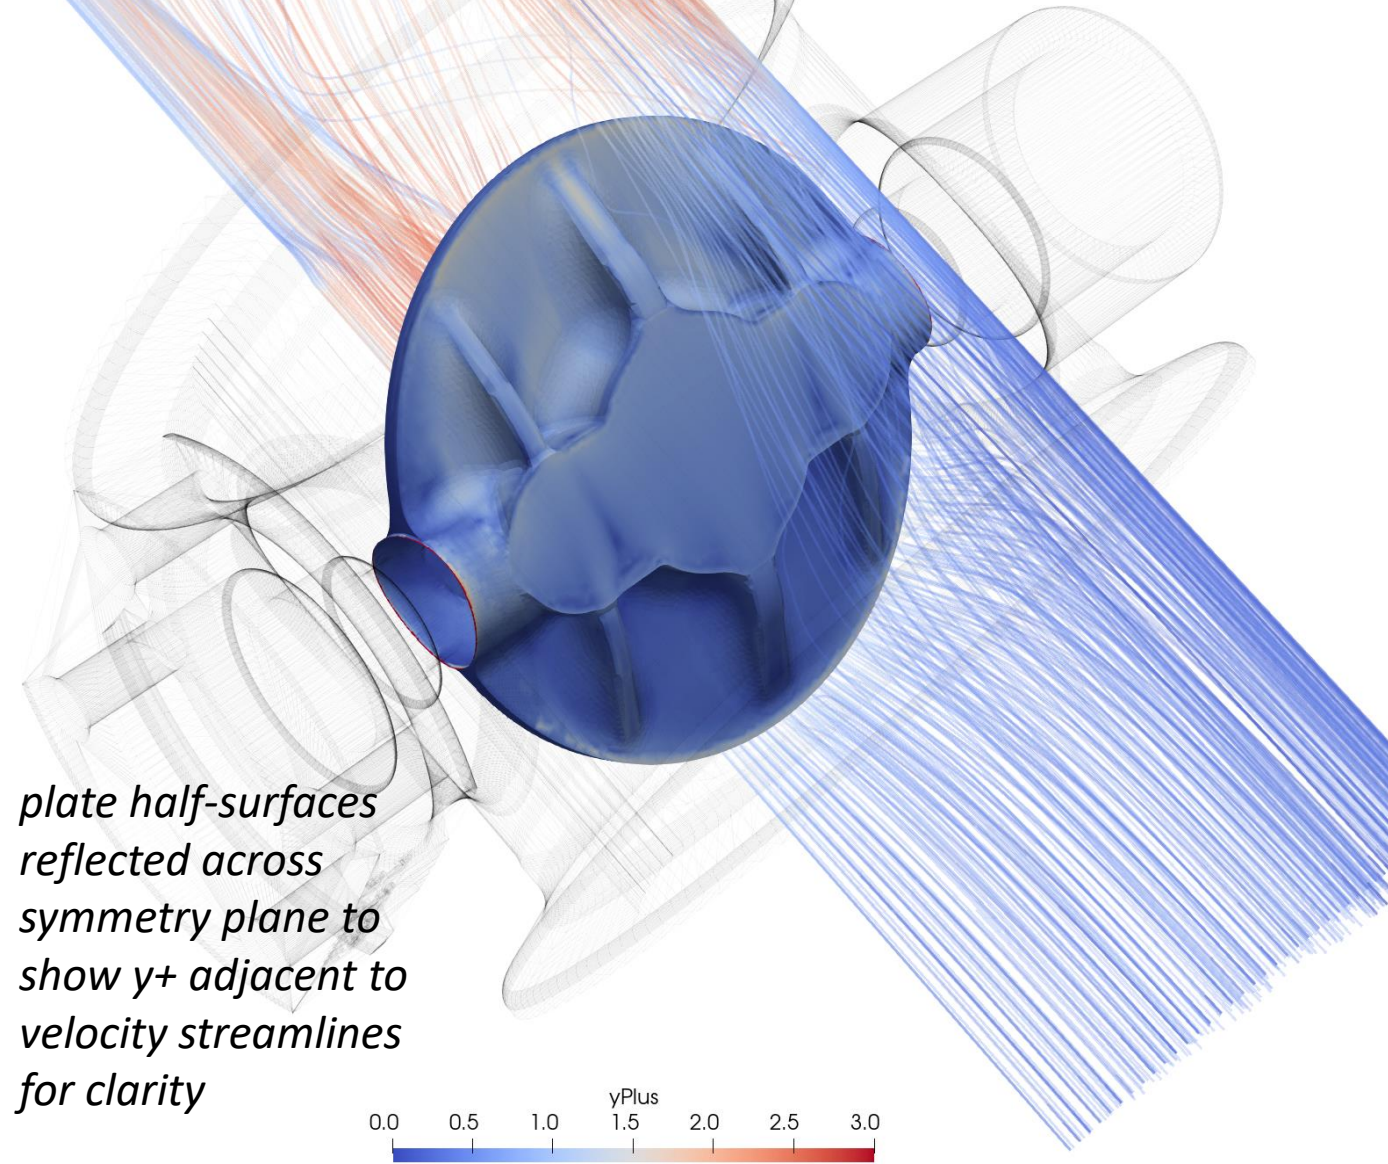 plate half-surfaces
reflected across
symmetry plane to
show y+ adjacent to
velocity streamlines
for clarity
yPlus
0.0 0.5 1.0 1.5 2.0 2.5 3.0